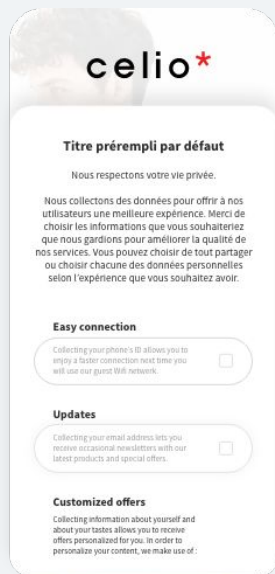 celio*
Titre prérempli par défaut
Nous respectons votre vie privée.
Nous collectons des données pour offrir à nos
utilisateurs une meilleure expérience. Merci de
choisir les informations que vous souhaiteriez
que nous gardions pour améliorer la qualité de
nos services. Vous pouvez choisir de tout partager
ou choisir chacune des données personnelles
selon l'expérience que vous souhaitez avoir.
Easy connection
Collecting your phone's ID allows you to
enjoy a faster connection next time you
will use our guest Wifi network.
Updates
Collecting your email address lets you
receive occasional newsletters with our
latest products and special offers.
Customized offers
Collecting information about yourself and
about your tastes allows you to receive
offers personalized for you. In order to
personalize your content, we make use of :